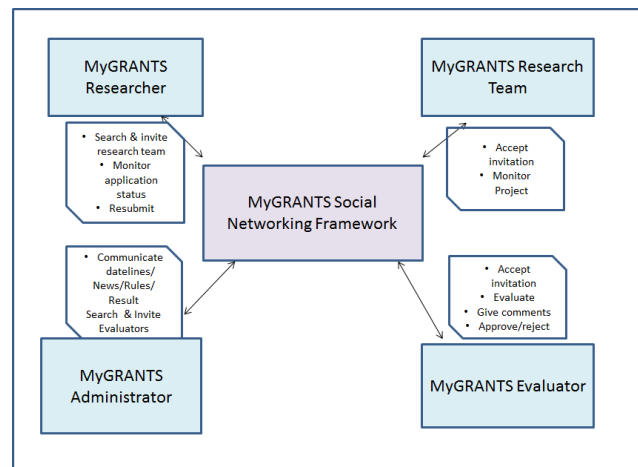 MyGRANTS
Researcher
MyGRANTS Research
Team
• Search & invite
research team
• Monitor
application
status
• Resubmit
• Accept
invitation
• Monitor
Project
MyGRANTS Social
Networking Framework
• Communicate
datelines/
News/Rules/
Result
Search & Invite
Evaluators
• Accept
invitation
• Evaluate
• Give comments
• Approve/reject
MyGRANTS
Administrator
MyGRANTS Evaluator